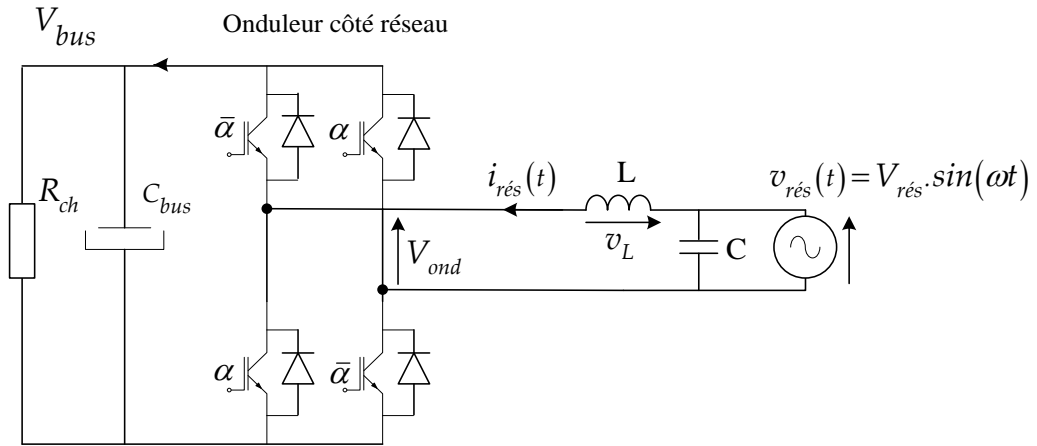 V_bus
Onduleur côté réseau
ᾱ
α
i_rés(t)
L
v_rés(t)=V_rés.sin(ωt)
R_ch
C_bus
V_ond
v_L
C
α
ᾱ